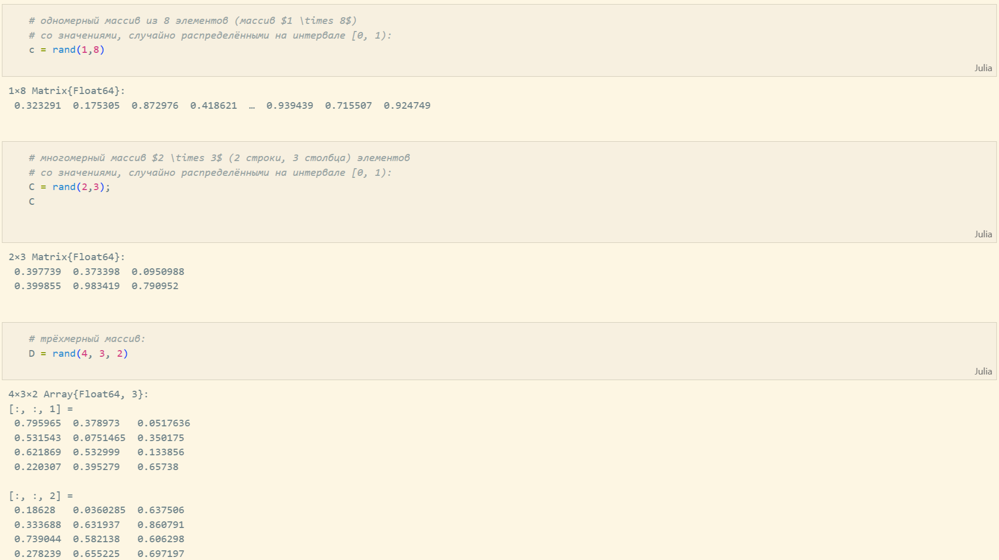 # одномерный массив из 8 элементов (массив $1 \times 8$)
# со значениями, случайно распределёнными на интервале [0, 1):
c = rand(1,8)
Julia
1×8 Matrix{Float64}:
 0.323291  0.175305  0.872976  0.418621  …  0.939439  0.715507  0.924749
# многомерный массив $2 \times 3$ (2 строки, 3 столбца) элементов
# со значениями, случайно распределёнными на интервале [0, 1):
C = rand(2,3);
C
Julia
2×3 Matrix{Float64}:
 0.397739  0.373398  0.0950988
 0.399855  0.983419  0.790952
# трёхмерный массив:
D = rand(4, 3, 2)
Julia
4×3×2 Array{Float64, 3}:
[:, :, 1] =
 0.795965  0.378973   0.0517636
 0.531543  0.0751465  0.350175
 0.621869  0.532999   0.133856
 0.220307  0.395279   0.65738
[:, :, 2] =
 0.18628   0.0360285  0.637506
 0.333688  0.631937   0.860791
 0.739044  0.582138   0.606298
 0.278239  0.655225   0.697197